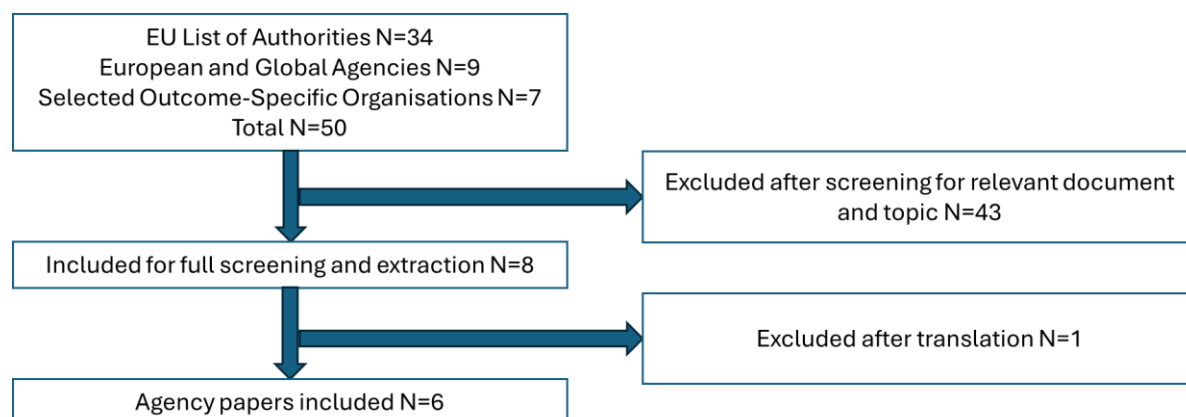 EU List of Authorities N=34
European and Global Agencies N=9
Selected Outcome-Specific Organisations N=7
Total N=50
Excluded after screening for relevant document
and topic N=43
Included for full screening and extraction N=8
Excluded after translation N=1
Agency papers included N=6